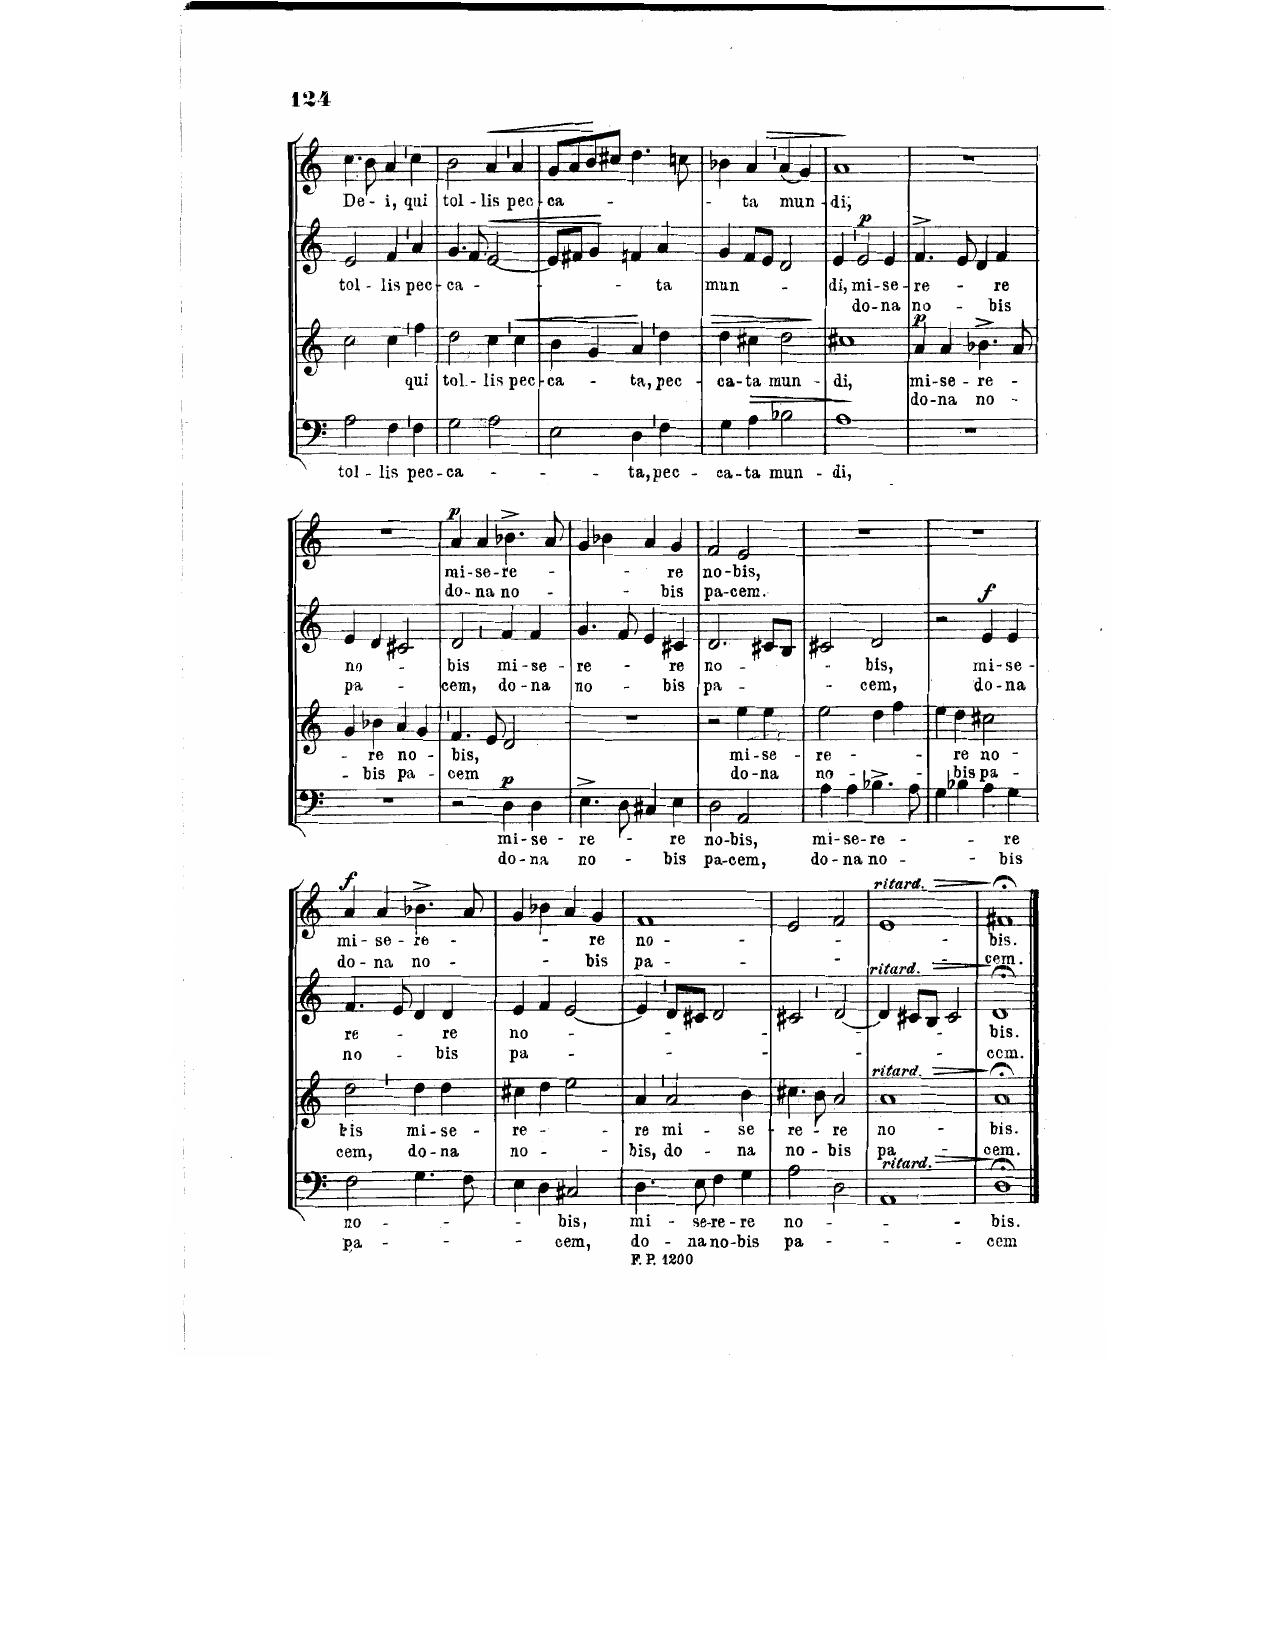 124
De - i, qui tol - lis pec - ca - - - - ta mun - di;
p
tol - lis pec - ca - - - - ta mun - - di, mi - se - re - re
do - na no - bis
p
qui tol - lis pec - ca - ta, pec - ca - ta mun - di, mi - se - re -
do - na no -
tol - lis pec - ca - - - ta, pec - ca - ta mun - di,
p
mi - se - re - - - re no - bis,
do - na no - - - bis pa - cem.
f
no - - bis mi - se - re - re no - - - bis, mi - se -
pa - - cem, do - na no - bis pa - - cem, do - na
- re no - bis, mi - se - re - - re no -
- bis pa - cem do - na no - - bis pa -
p
mi - se - re - re no - bis, mi - se - re - - re
do - na no - bis pa - cem, do - na no - - bis
f ritard.
mi - se - re - - re no - - - - bis.
do - na no - - bis pa - - - - cem.
ritard.
re - re no - - - - - - bis.
no - bis pa - - - - - - cem.
ritard.
bis mi - se - re - - re mi - se - re - re no - bis.
cem, do - na no - - bis, do - na no - bis pa - cem.
ritard.
no - - - - bis, mi - se - re - re no - - - bis.
pa - - - - cem, do - na no - bis pa - - - cem
F. P. 1200